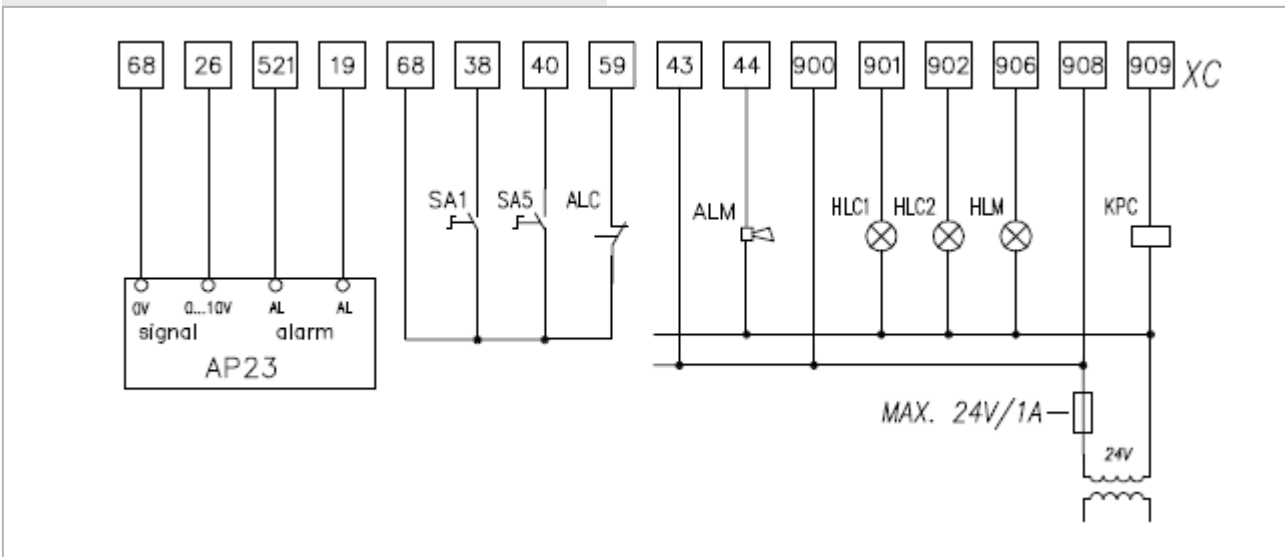 68 26 521 19 68 38 40 59 43 44 900 901 902 906 908 909 XC
SA1 SA5 ALC ALM HLC1 HLC2 HLM KPC
0V 0...10V AL AL
signal alarm
AP23
MAX. 24V/1A
24V